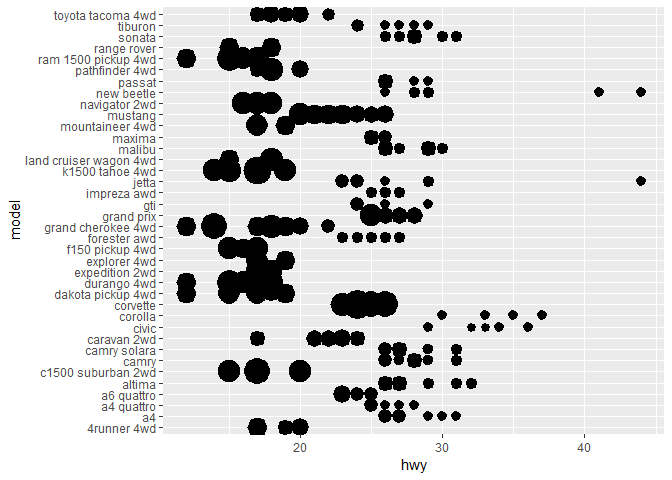 toyota tacoma 4wd
tiburon
sonata
range rover
ram 1500 pickup 4wd
pathfinder 4wd
passat
new beetle
navigator 2wd
mustang
mountaineer 4wd
maxima
malibu
land cruiser wagon 4wd
k1500 tahoe 4wd
jetta
impreza awd
gti
grand prix
grand cherokee 4wd
forester awd
f150 pickup 4wd
explorer 4wd
expedition 2wd
durango 4wd
dakota pickup 4wd
corvette
corolla
civic
caravan 2wd
camry solara
camry
c1500 suburban 2wd
altima
a6 quattro
a4 quattro
a4
4runner 4wd
model
20 30 40
hwy